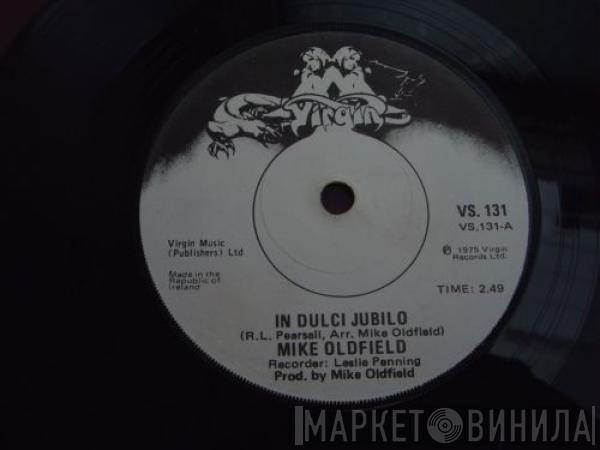 Virgin
VS. 131
VS.131-A
Virgin Music
(Publishers) Ltd
℗ 1975 Virgin
Records Ltd.
Made in the
Republic of
Ireland
TIME: 2.49
IN DULCI JUBILO
(R.L. Pearsall, Arr. Mike Oldfield)
MIKE OLDFIELD
Recorder: Leslie Penning
Prod. by Mike Oldfield
МАРКЕТ ВИНИЛА